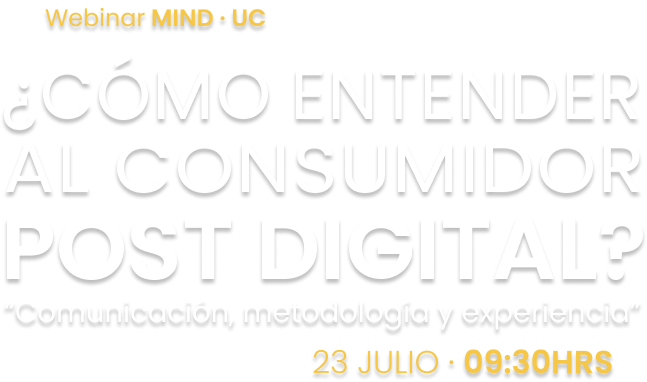 Webinar MIND · UC
¿CÓMO ENTENDER
AL CONSUMIDOR
POST DIGITAL?
"Comunicación, metodología y experiencia"
23 JULIO · 09:30HRS